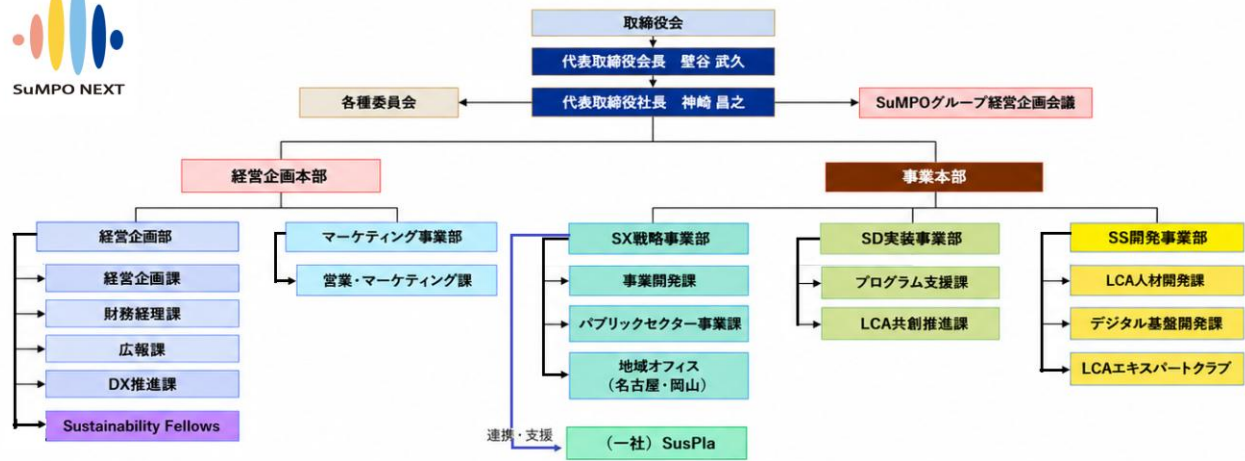 SuMPO NEXT
取締役会
代表取締役会長 壁谷 武久
各種委員会
代表取締役社長 神崎 昌之
SuMPOグループ経営企画会議
経営企画本部
事業本部
経営企画部
経営企画課
財務経理課
広報課
DX推進課
Sustainability Fellows
マーケティング事業部
営業・マーケティング課
SX戦略事業部
事業開発課
パブリックセクター事業課
地域オフィス
(名古屋・岡山)
連携・支援
(一社) SusPla
SD実装事業部
プログラム支援課
LCA共創推進課
SS開発事業部
LCA人材開発課
デジタル基盤開発課
LCAエキスパートクラブ